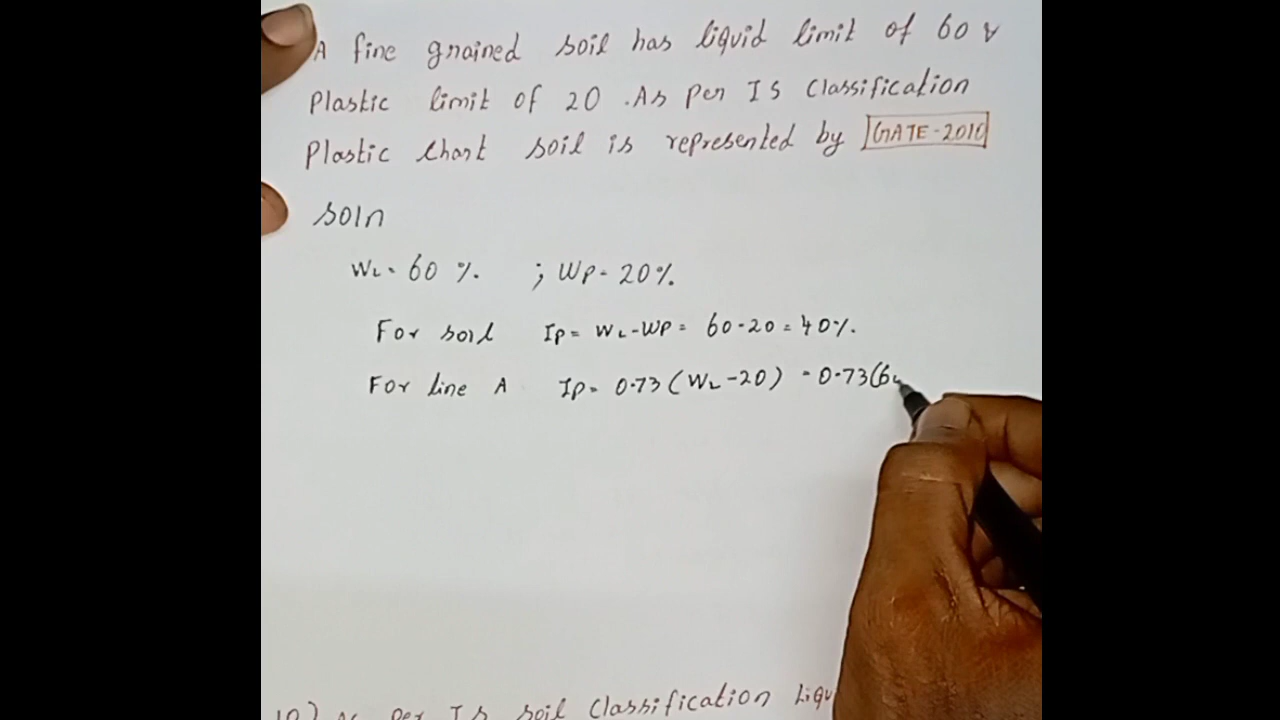 A fine grained soil has liquid limit of 60 &
Plastic limit of 20 . As per IS Classification
Plastic Chart soil is represented by GATE-2010
Soln
WL = 60 % ; WP = 20%.
For soil Ip = WL - WP = 60 - 20 = 40%.
For line A Ip = 0.73 (WL - 20) = 0.73(6
10) As per IS soil Classification liqu